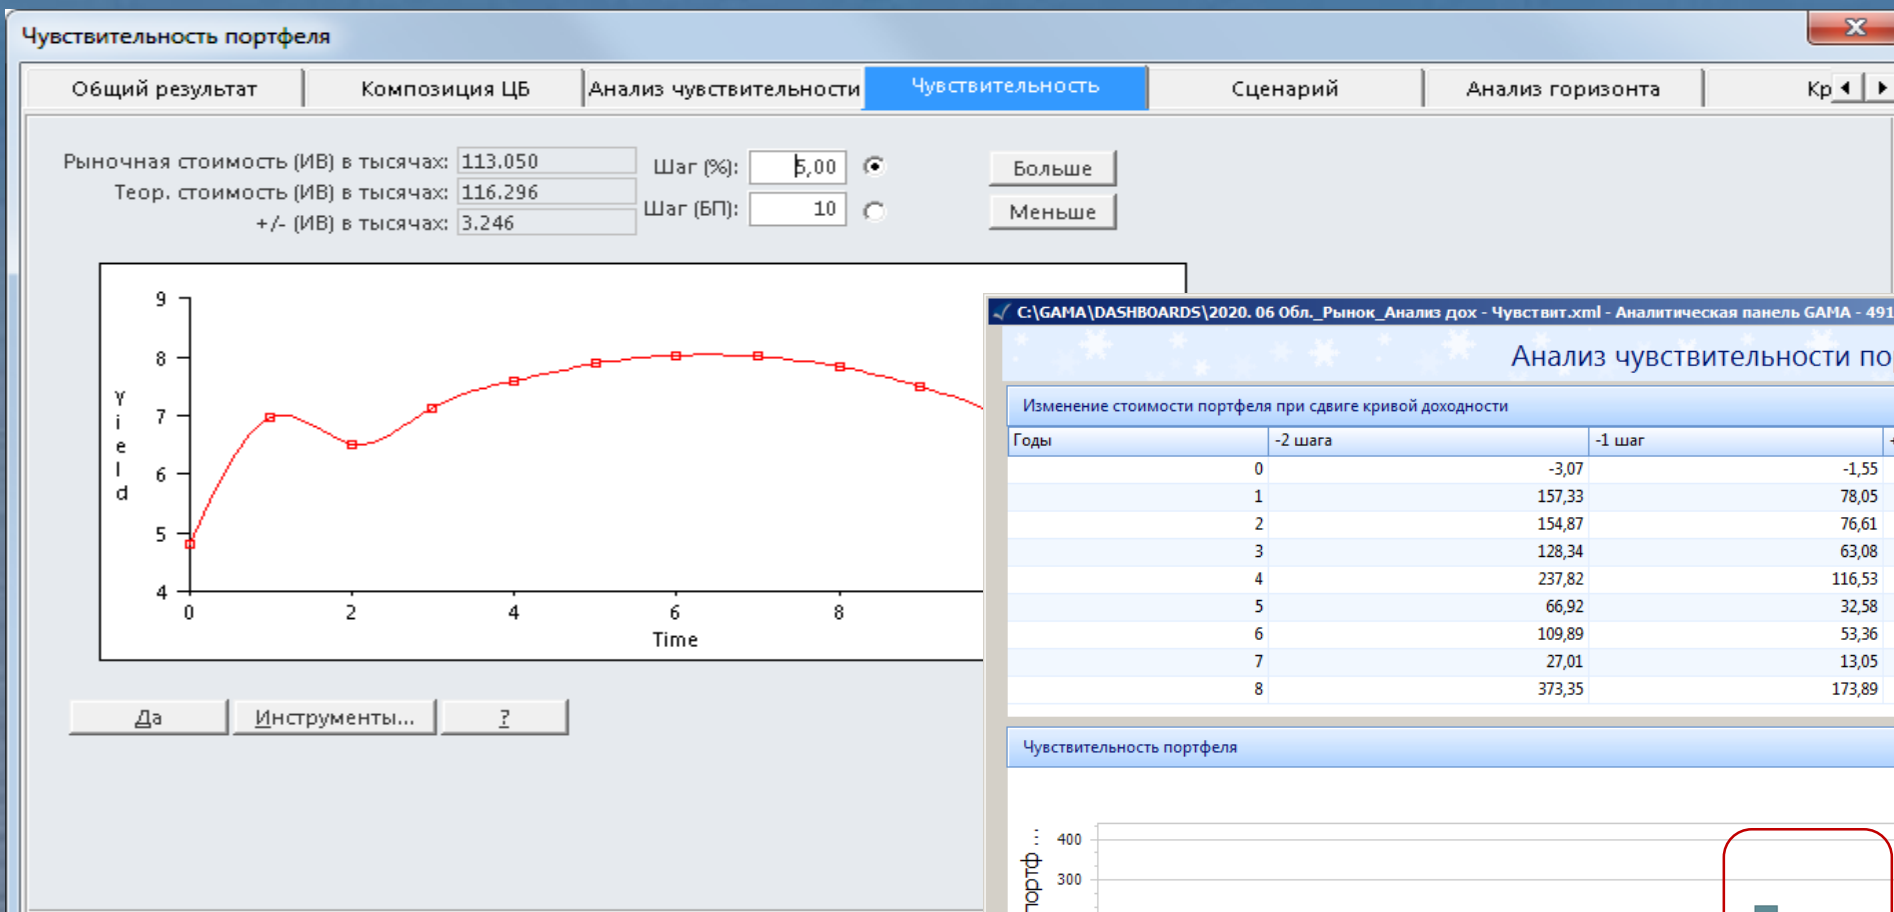 Чувствительность портфеля
Общий результат
Композиция ЦБ
Анализ чувствительности
Чувствительность
Сценарий
Анализ горизонта
Кр
Рыночная стоимость (ИВ) в тысячах: 113.050
Теор. стоимость (ИВ) в тысячах: 116.296
+/- (ИВ) в тысячах: 3.246
Шаг (%): 5,00
Шаг (БП): 10
Больше
Меньше
9
8
7
6
5
4
Yield
0 2 4 6 8
Time
Да
Инструменты...
?
C:\GAMA\DASHBOARDS\2020. 06 Обл._Рынок_Анализ дох - Чувствит.xml - Аналитическая панель GAMA - 491
Анализ чувствительности по
Изменение стоимости портфеля при сдвиге кривой доходности
Годы -2 шага -1 шаг +
0 -3,07 -1,55
1 157,33 78,05
2 154,87 76,61
3 128,34 63,08
4 237,82 116,53
5 66,92 32,58
6 109,89 53,36
7 27,01 13,05
8 373,35 173,89
Чувствительность портфеля
400
300
портф ...